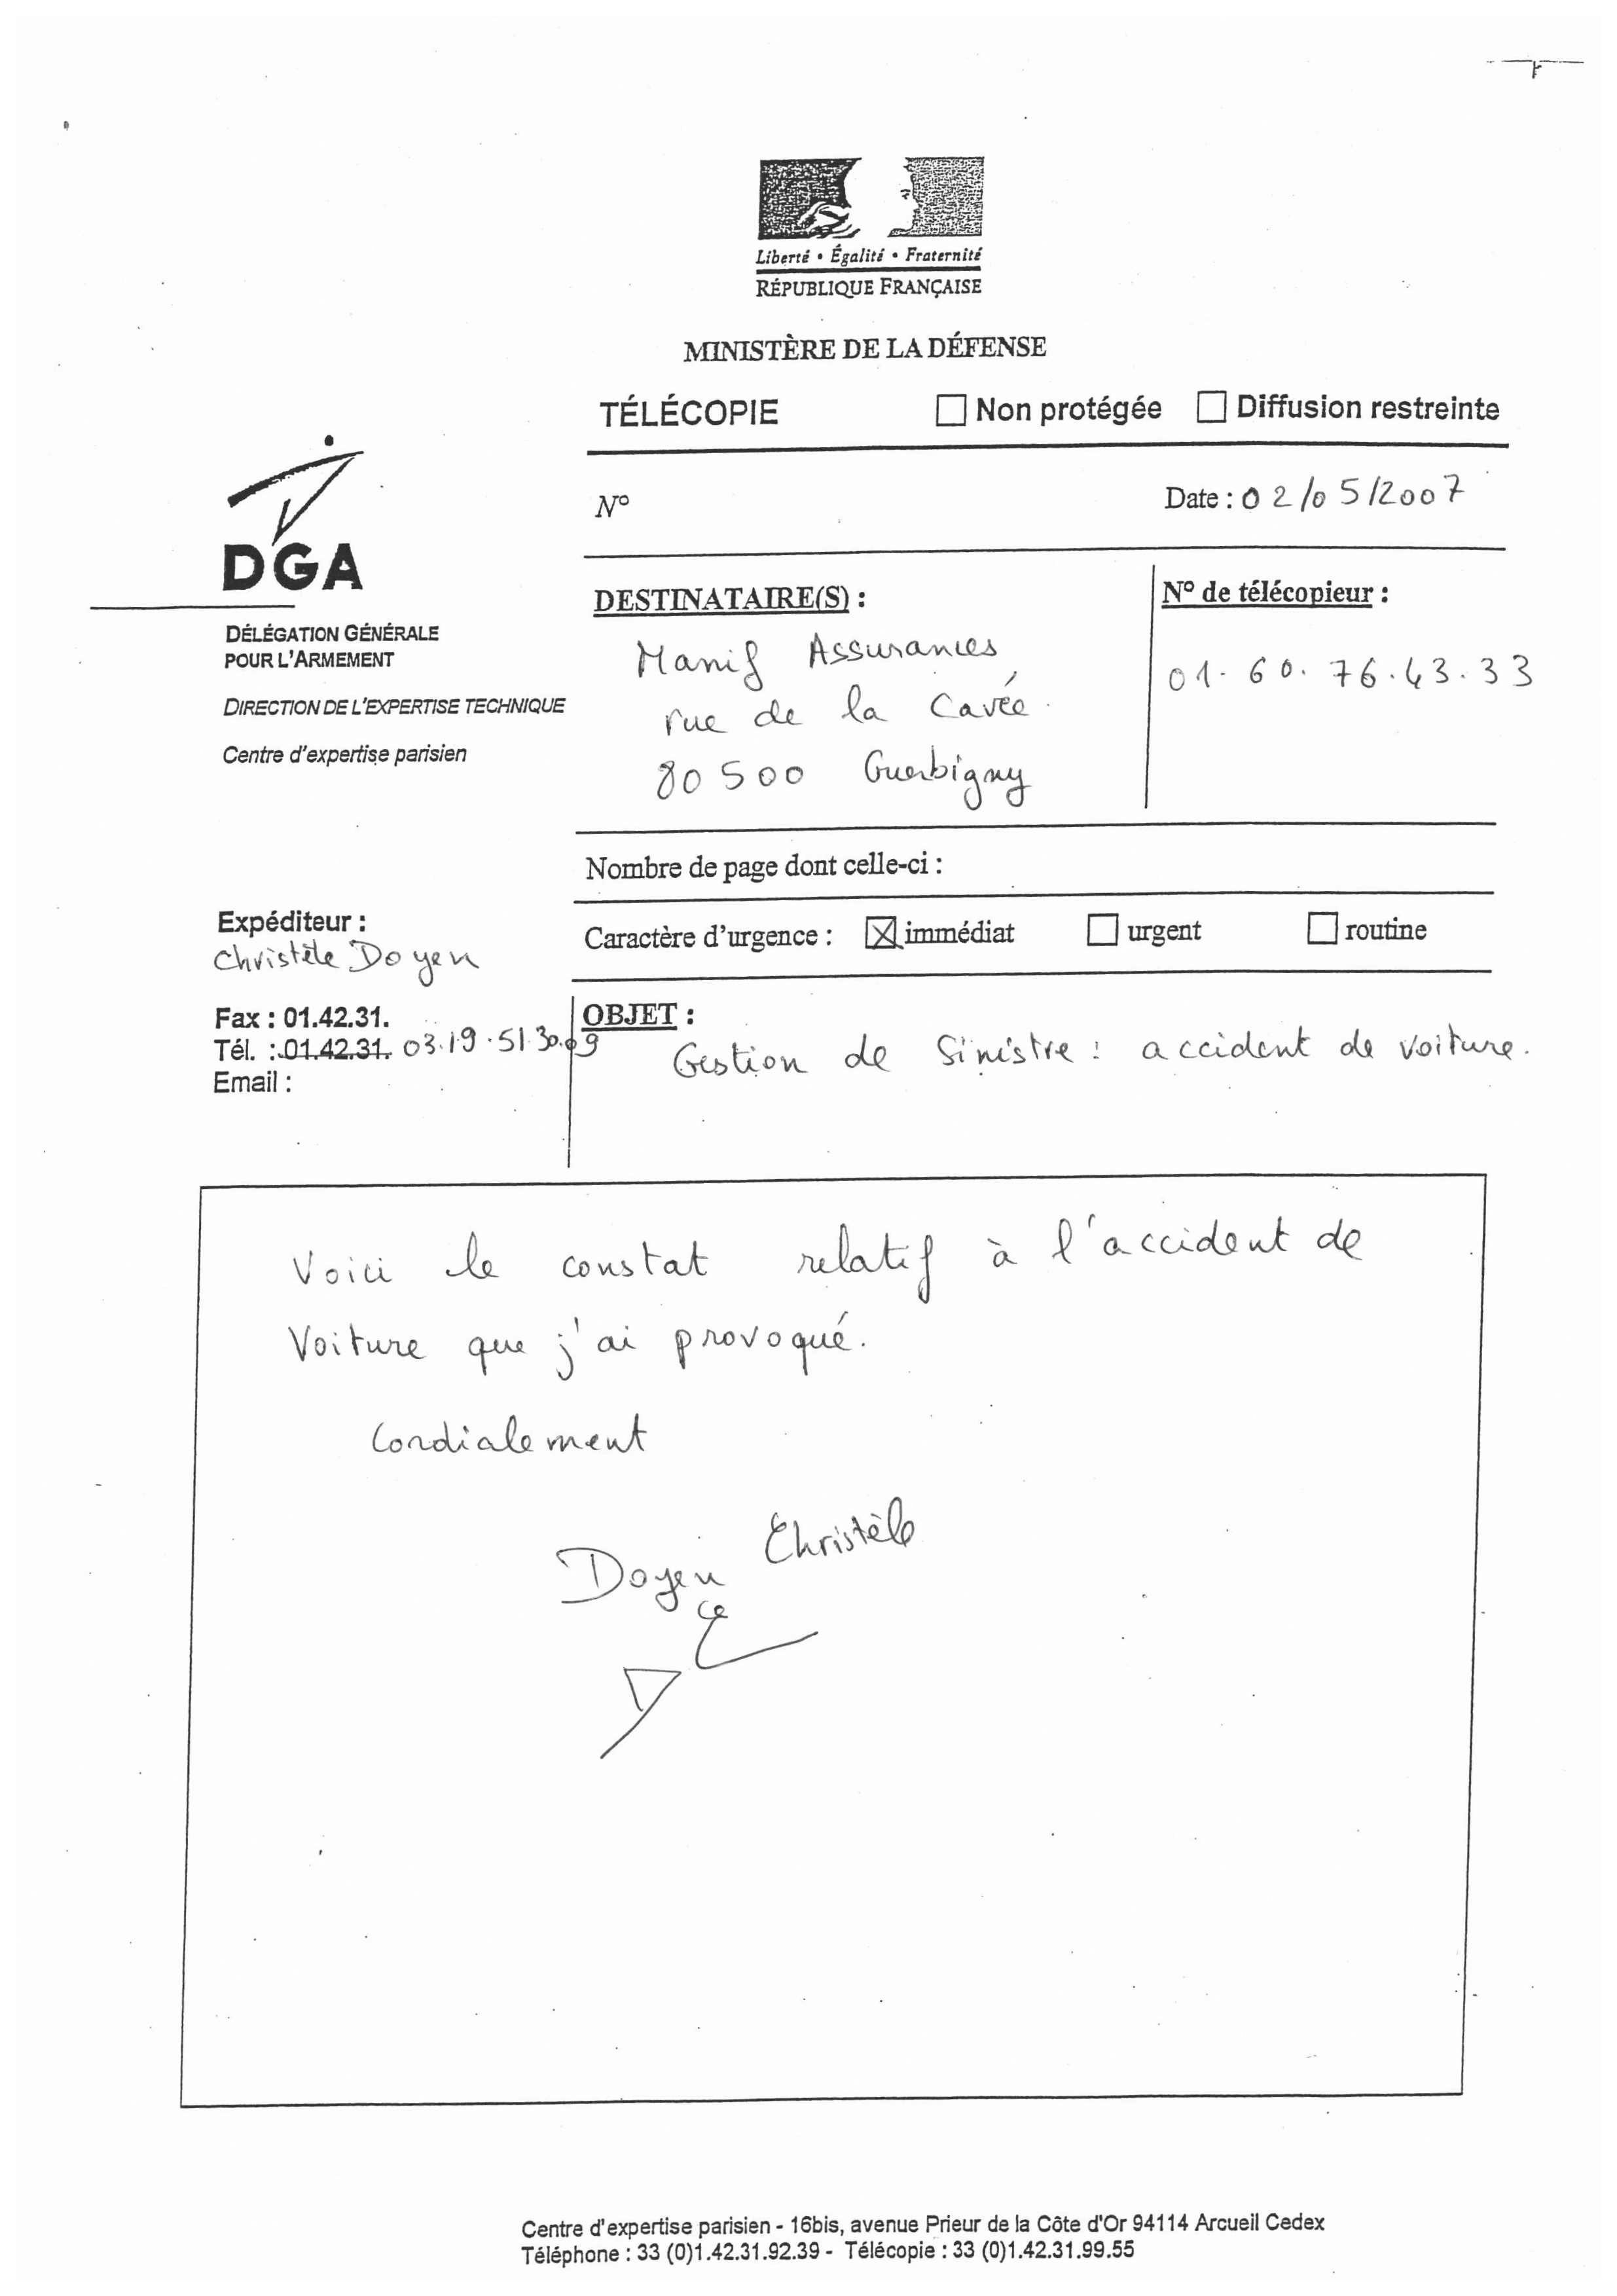 Liberté • Égalité • Fraternité
RÉPUBLIQUE FRANÇAISE
MINISTÈRE DE LA DÉFENSE
TÉLÉCOPIE Non protégée Diffusion restreinte
N° Date : 02/05/2007
DGA
DÉLÉGATION GÉNÉRALE
POUR L'ARMEMENT
DIRECTION DE L'EXPERTISE TECHNIQUE
Centre d'expertise parisien
DESTINATAIRE(S) :
Manif Assurances
rue de la Cavée
80500 Guerbigny
N° de télécopieur :
01.60.76.43.33
Nombre de page dont celle-ci :
Caractère d'urgence : immédiat urgent routine
Expéditeur :
Christèle Doyen
Fax : 01.42.31.
Tél. : 01.42.31. 03.19.51.30.09
Email :
OBJET :
Gestion de Sinistre : accident de voiture.
Voici le constat relatif à l'accident de
Voiture que j'ai provoqué.
Cordialement
Doyen Christèle
Centre d'expertise parisien - 16bis, avenue Prieur de la Côte d'Or 94114 Arcueil Cedex
Téléphone : 33 (0)1.42.31.92.39 - Télécopie : 33 (0)1.42.31.99.55